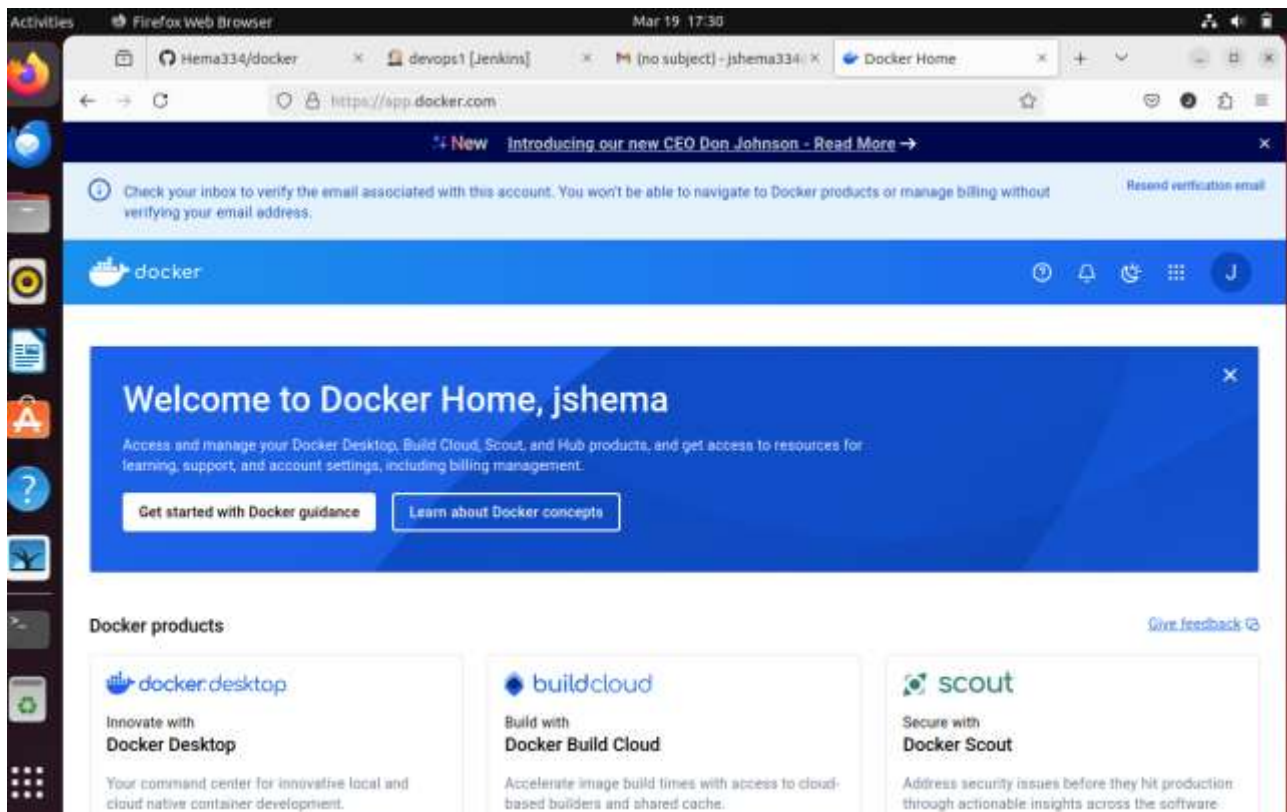 Activities Firefox Web Browser Mar 19 17:30
Hema334/docker devops1 [Jenkins] (no subject) - jshema334 Docker Home
https://app.docker.com
New Introducing our new CEO Don Johnson - Read More →
Check your inbox to verify the email associated with this account. You won't be able to navigate to Docker products or manage billing without Resend verification email
verifying your email address.
docker J
Welcome to Docker Home, jshema
Access and manage your Docker Desktop, Build Cloud, Scout, and Hub products, and get access to resources for
learning, support, and account settings, including billing management.
Get started with Docker guidance Learn about Docker concepts
Docker products Give feedback
docker.desktop buildcloud scout
Innovate with Build with Secure with
Docker Desktop Docker Build Cloud Docker Scout
Your command center for innovative local and Accelerate image build times with access to cloud- Address security issues before they hit production
cloud native container development. based builders and shared cache. through actionable insights across the software